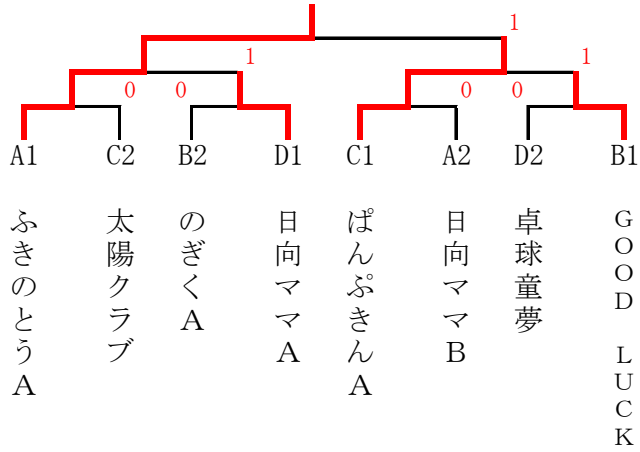 1
1 1
0 0 0 0
A1 C2 B2 D1 C1 A2 D2 B1
ふきのとうA
太陽クラブ
のぎくA
日向ママA
ぱんぷきんA
日向ママB
卓球童夢
GOOD LUCK